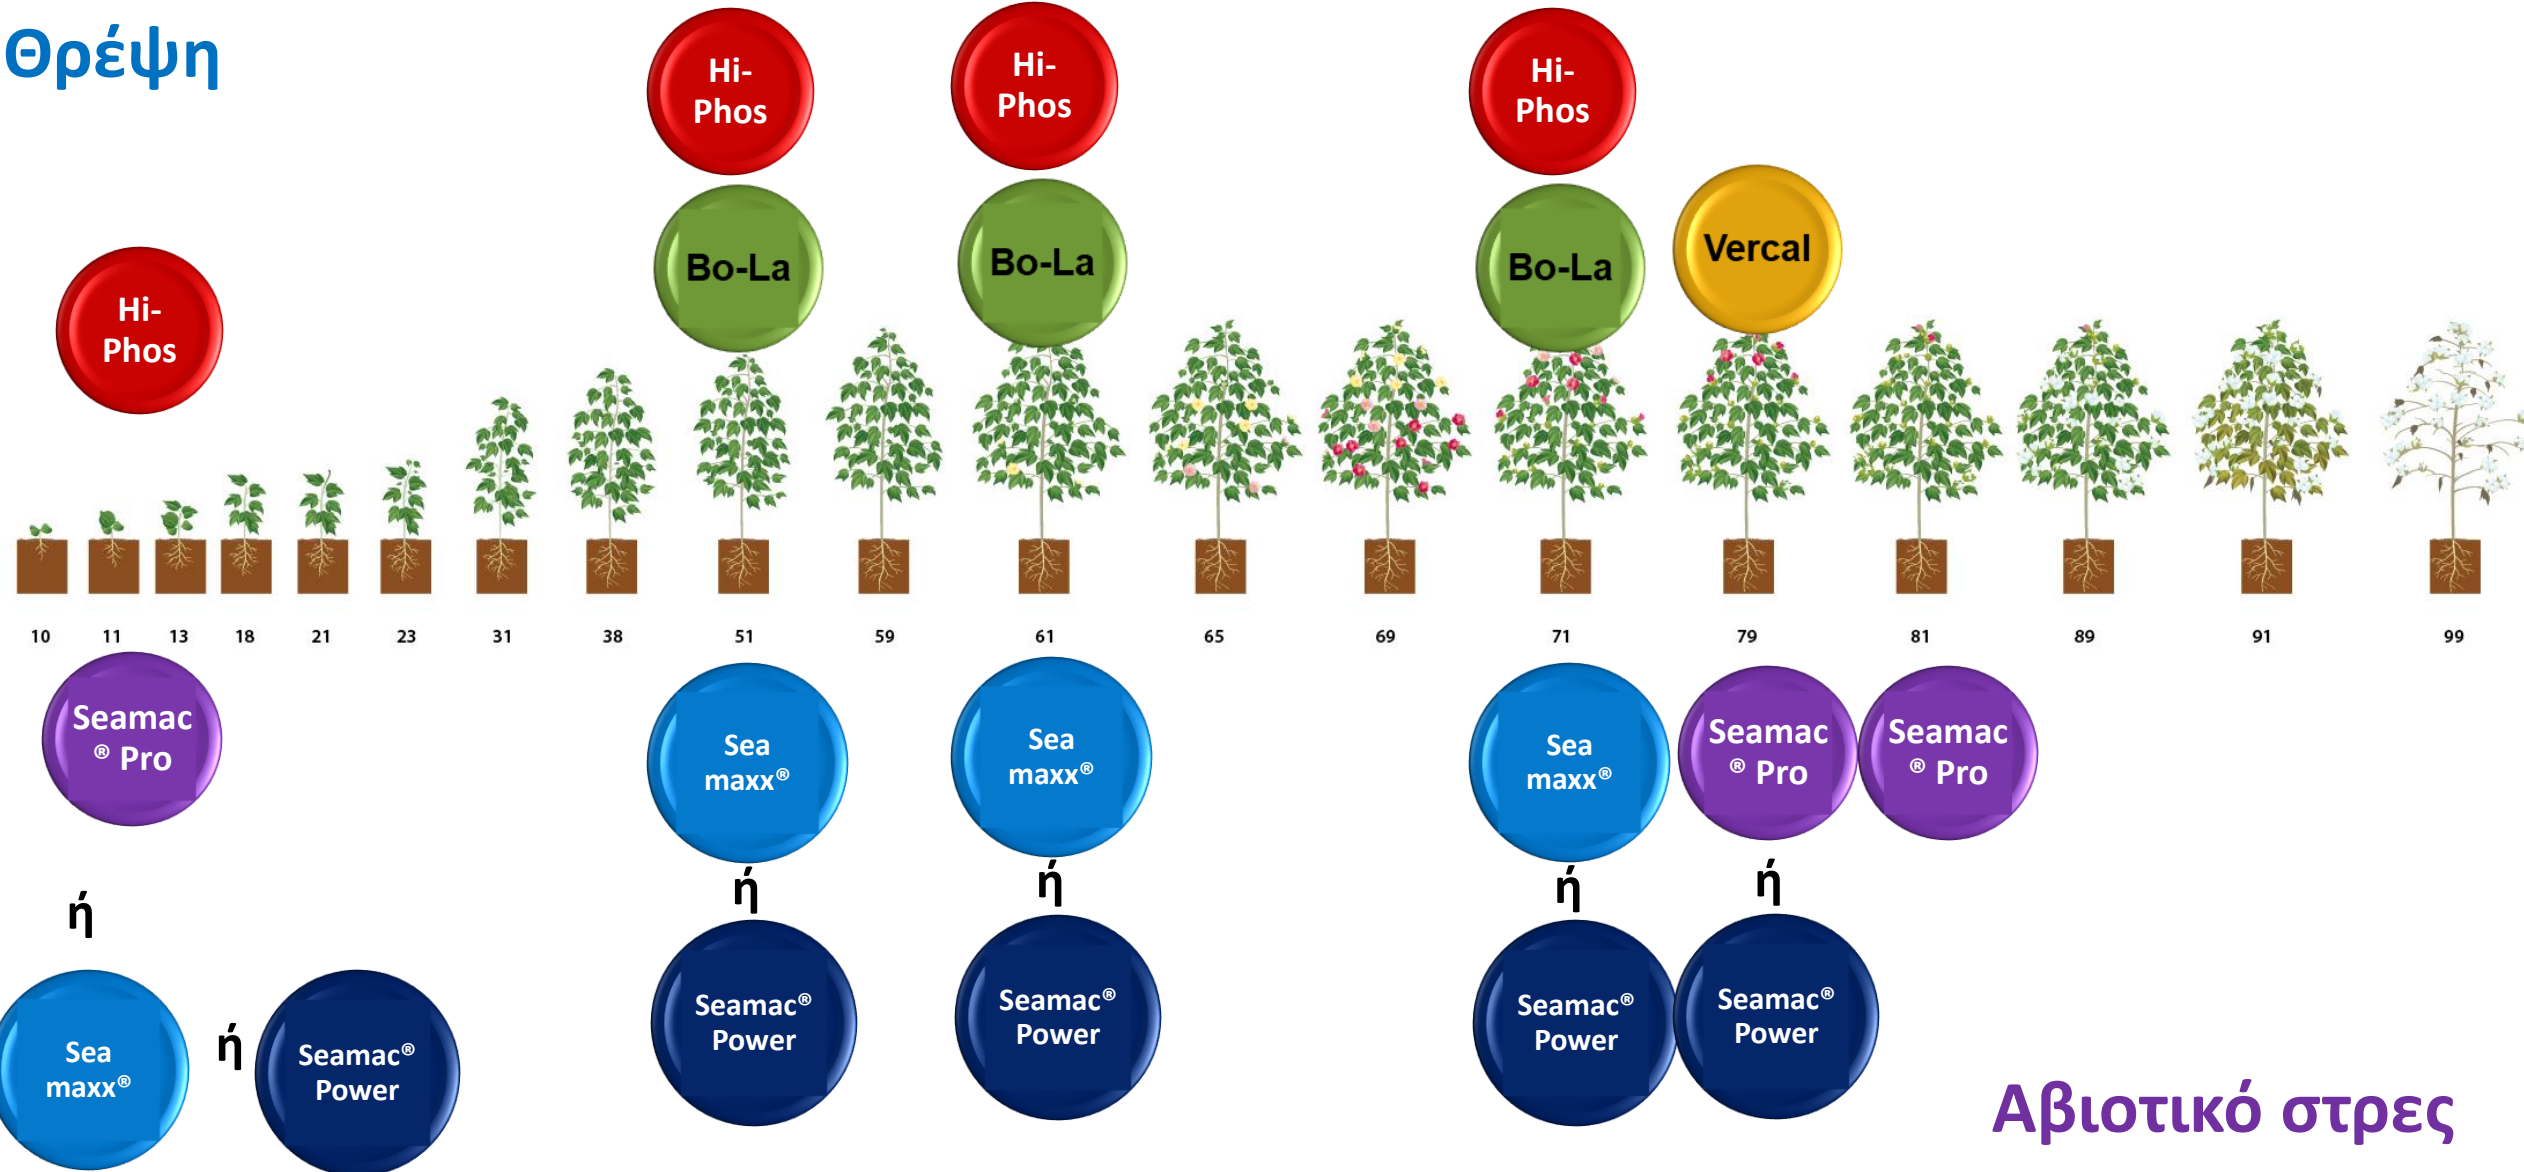 Θρέψη
Hi-
Phos
Hi-
Phos
Hi-
Phos
Bo-La
Bo-La
Bo-La
Vercal
Hi-
Phos
10 11 13 18 21 23 31 38 51 59 61 65 69 71 79 81 89 91 99
Seamac
® Pro
Sea
maxx®
Sea
maxx®
Sea
maxx®
Seamac
® Pro
Seamac
® Pro
ή
ή
ή
ή
ή
Seamac®
Power
Seamac®
Power
Seamac®
Power
Seamac®
Power
Sea
maxx®
ή
Seamac®
Power
Αβιοτικό στρες